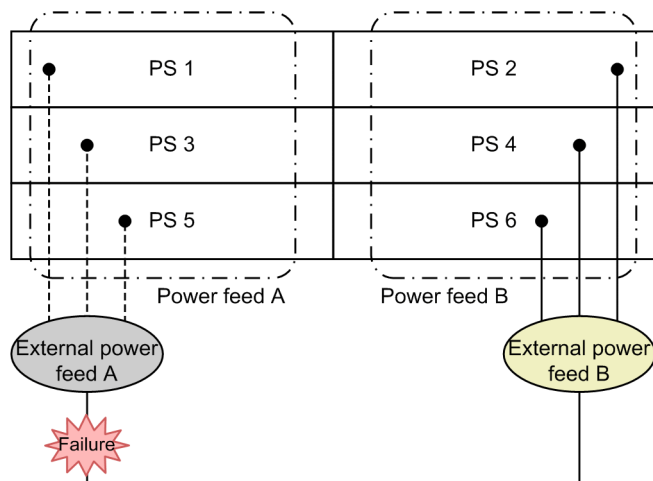 PS 1
PS 2
PS 3
PS 4
PS 5
PS 6
Power feed A
Power feed B
External power
feed A
External power
feed B
Failure